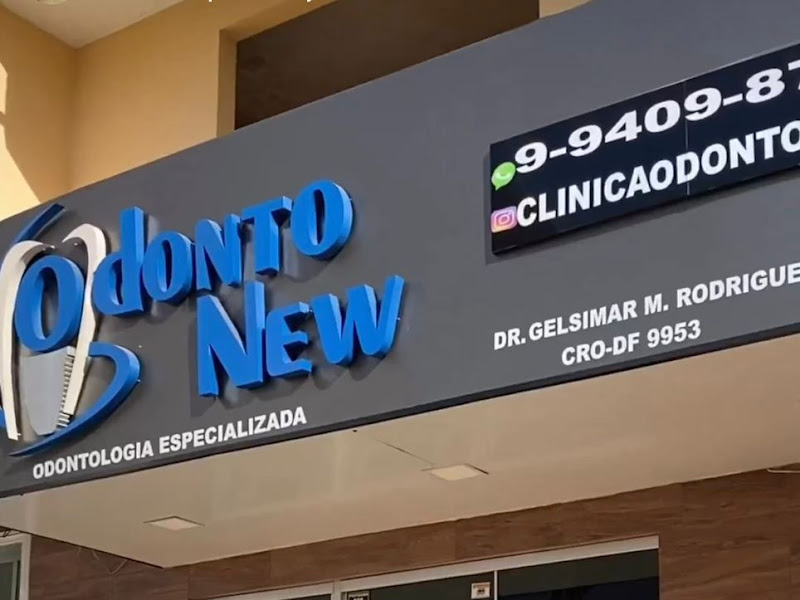 Odonto
New
ODONTOLOGIA ESPECIALIZADA
9-9409-87
CLINICAODONTO
DR. GELSIMAR M. RODRIGUE
CRO-DF 9953